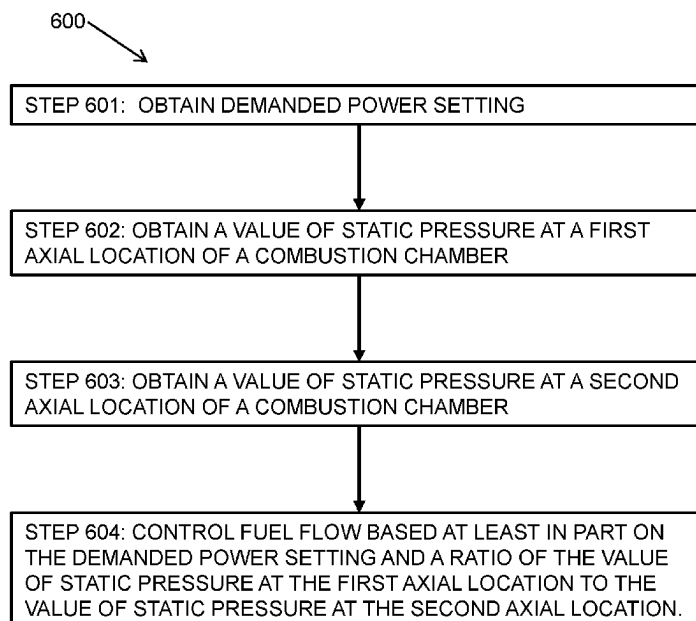 600
STEP 601: OBTAIN DEMANDED POWER SETTING
STEP 602: OBTAIN A VALUE OF STATIC PRESSURE AT A FIRST
AXIAL LOCATION OF A COMBUSTION CHAMBER
STEP 603: OBTAIN A VALUE OF STATIC PRESSURE AT A SECOND
AXIAL LOCATION OF A COMBUSTION CHAMBER
STEP 604: CONTROL FUEL FLOW BASED AT LEAST IN PART ON
THE DEMANDED POWER SETTING AND A RATIO OF THE VALUE
OF STATIC PRESSURE AT THE FIRST AXIAL LOCATION TO THE
VALUE OF STATIC PRESSURE AT THE SECOND AXIAL LOCATION.